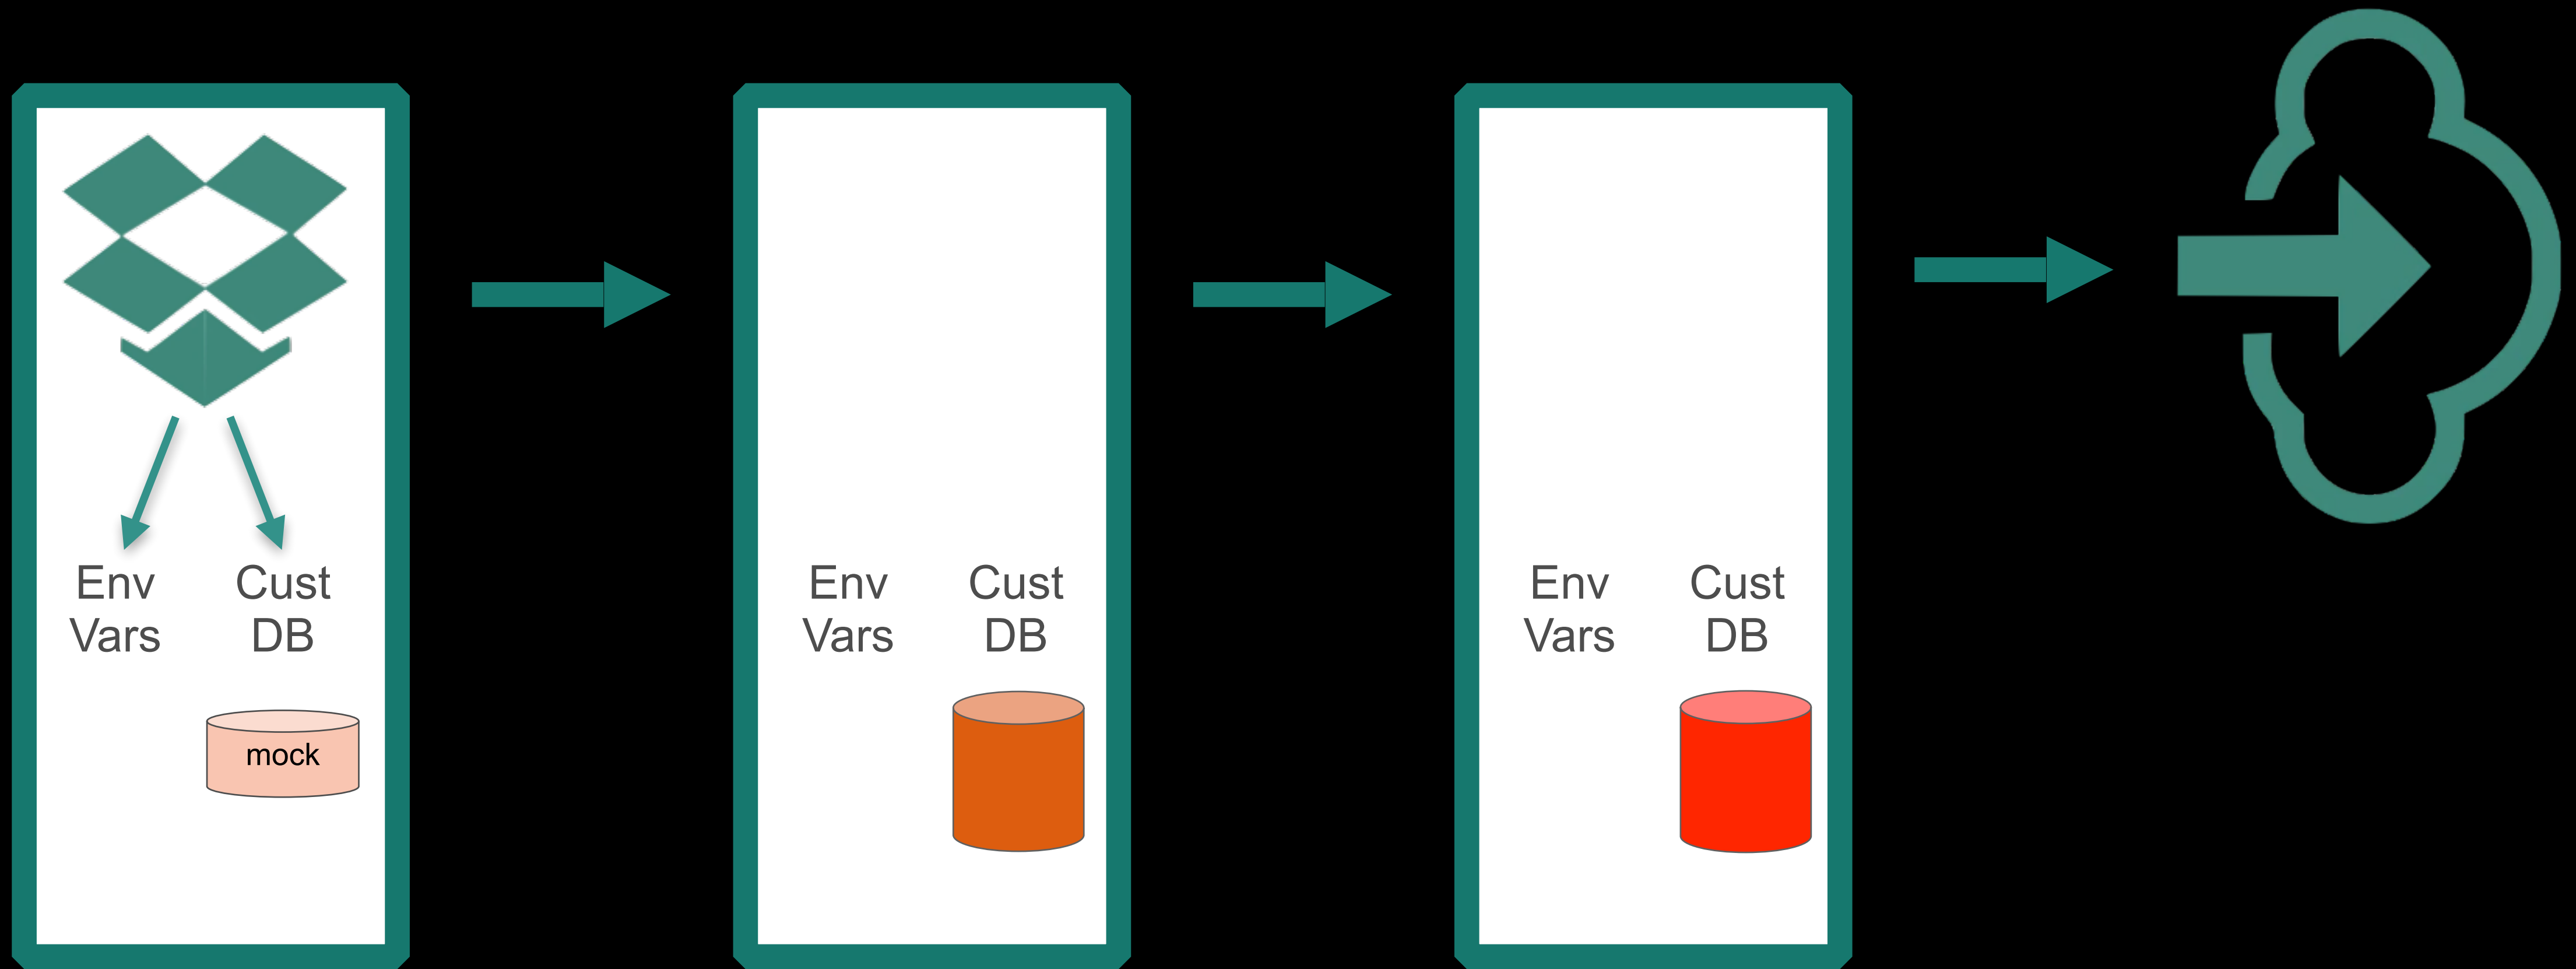 Env
Vars
Cust
DB
mock
Env
Vars
Cust
DB
Env
Vars
Cust
DB